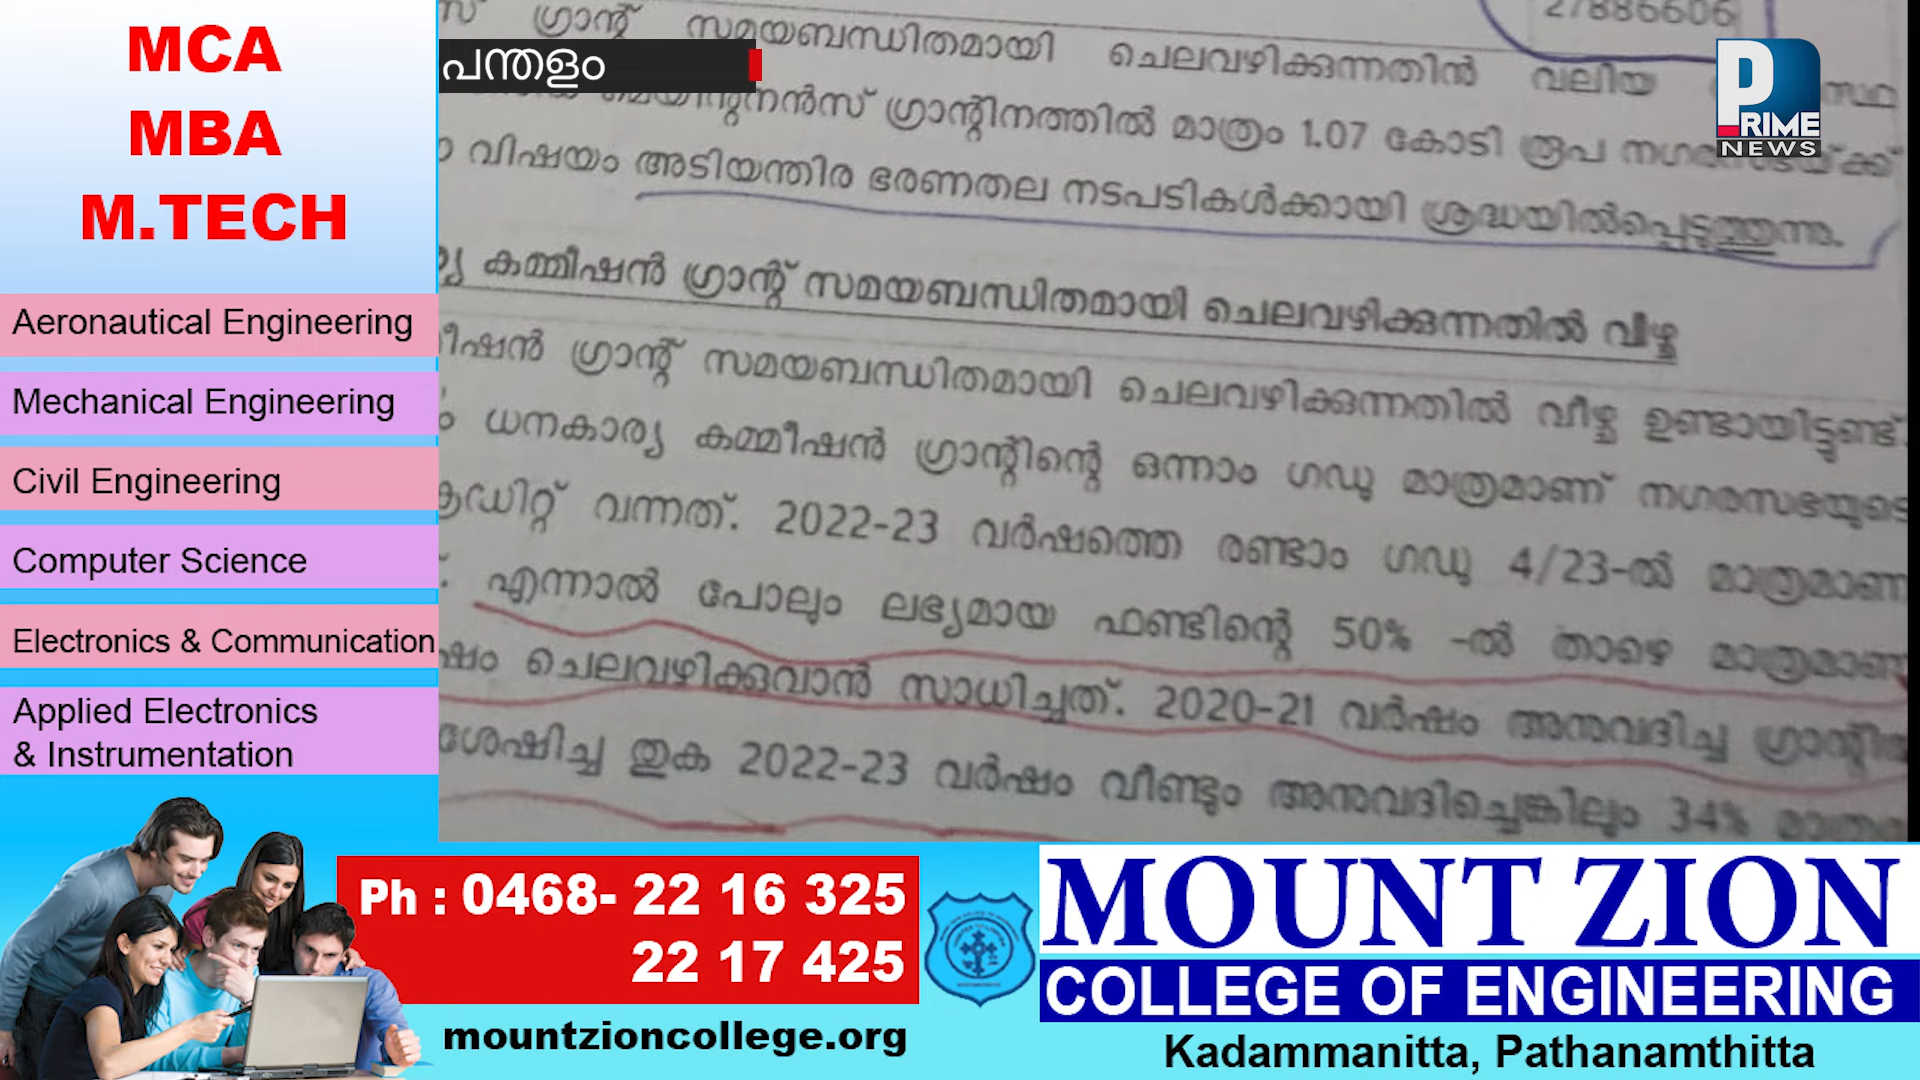 MCA
MBA
M.TECH
Aeronautical Engineering
Mechanical Engineering
Civil Engineering
Computer Science
Electronics & Communication
Applied Electronics
& Instrumentation
പന്തളം
27886606
ഗ്രാന്റ് സമയബന്ധിതമായി ചെലവഴിക്കുന്നതിൻ വലിയ
മെയിന്റനൻസ് ഗ്രാന്റിനത്തിൽ മാത്രം 1.07 കോടി രൂപ
വിഷയം അടിയന്തിര ഭരണതല നടപടികൾക്കായി ശ്രദ്ധയിൽപ്പെടുത്തുന്നു.
കമ്മീഷൻ ഗ്രാന്റ് സമയബന്ധിതമായി ചെലവഴിക്കുന്നതിൽ വീഴ്ച
ഗ്രാന്റ് സമയബന്ധിതമായി ചെലവഴിക്കുന്നതിൽ വീഴ്ച ഉണ്ടായിട്ടുണ്ട്.
ധനകാര്യ കമ്മീഷൻ ഗ്രാന്റിന്റെ ഒന്നാം ഗഡു മാത്രമാണ് നഗരസഭയുടെ
വന്നത്. 2022-23 വർഷത്തെ രണ്ടാം ഗഡു 4/23-ൽ മാത്രമാണ
എന്നാൽ പോലും ലഭ്യമായ ഫണ്ടിന്റെ 50% -ൽ താഴെ മാത്രമാണ്
ചെലവഴിക്കുവാൻ സാധിച്ചത്. 2020-21 വർഷം അനുവദിച്ച
ശേഷിച്ച തുക 2022-23 വർഷം വീണ്ടും അനുവദിച്ചെങ്കിലും 34%
PRIME
NEWS
Ph : 0468- 22 16 325
22 17 425
mountzioncollege.org
MOUNT ZION
COLLEGE OF ENGINEERING
Kadammanitta, Pathanamthitta